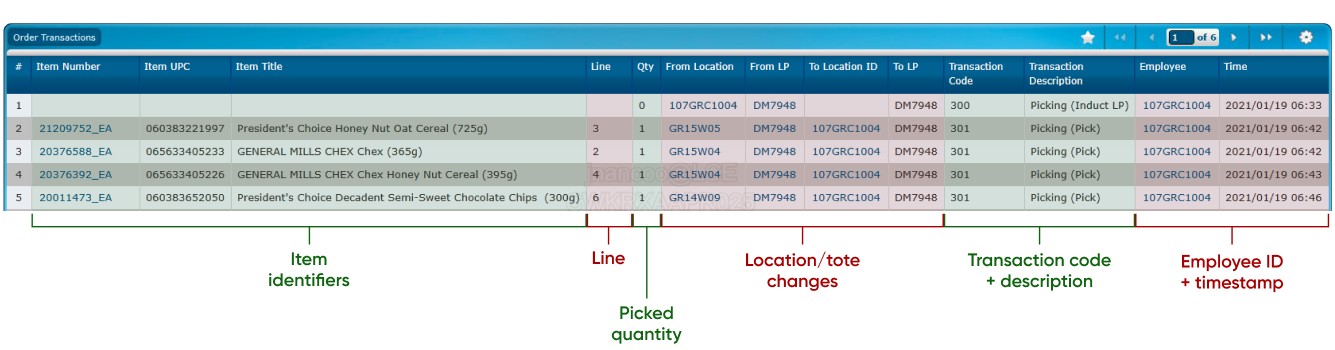 Order Transactions
1 of 6
# Item Number Item UPC Item Title Line Qty From Location From LP To Location ID To LP Transaction Code Transaction Description Employee Time
1 0 107GRC1004 DM7948 DM7948 300 Picking (Induct LP) 107GRC1004 2021/01/19 06:33
2 21209752_EA 060383221997 President's Choice Honey Nut Oat Cereal (725g) 3 1 GR15W05 DM7948 107GRC1004 DM7948 301 Picking (Pick) 107GRC1004 2021/01/19 06:42
3 20376588_EA 065633405233 GENERAL MILLS CHEX Chex (365g) 2 1 GR15W04 DM7948 107GRC1004 DM7948 301 Picking (Pick) 107GRC1004 2021/01/19 06:42
4 20376392_EA 065633405226 GENERAL MILLS CHEX Chex Honey Nut Cereal (395g) 4 1 GR15W04 DM7948 107GRC1004 DM7948 301 Picking (Pick) 107GRC1004 2021/01/19 06:43
5 20011473_EA 060383652050 President's Choice Decadent Semi-Sweet Chocolate Chips (300g) 6 1 GR14W09 DM7948 107GRC1004 DM7948 301 Picking (Pick) 107GRC1004 2021/01/19 06:46
Item
identifiers
Line
Picked
quantity
Location/tote
changes
Transaction code
+ description
Employee ID
+ timestamp